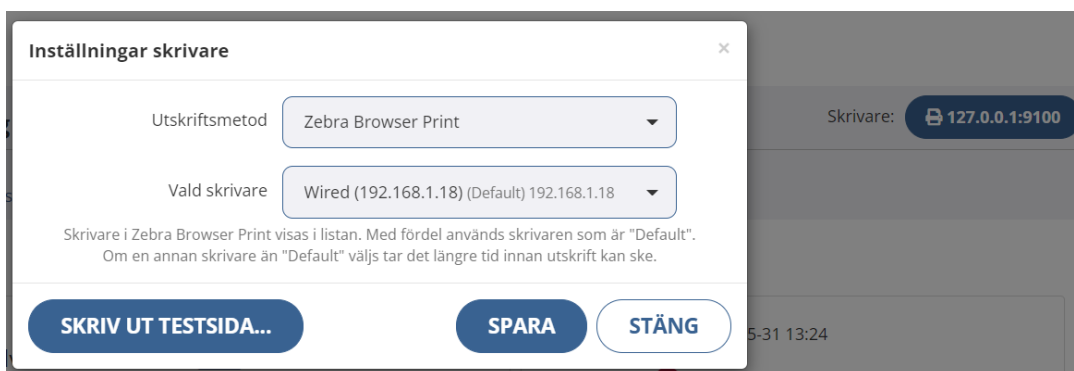 Inställningar skrivare
×
Utskriftsmetod Zebra Browser Print
Skrivare: 127.0.0.1:9100
Vald skrivare Wired (192.168.1.18) (Default) 192.168.1.18
Skrivare i Zebra Browser Print visas i listan. Med fördel används skrivaren som är "Default".
Om en annan skrivare än "Default" väljs tar det längre tid innan utskrift kan ske.
SKRIV UT TESTSIDA... SPARA STÄNG
5-31 13:24